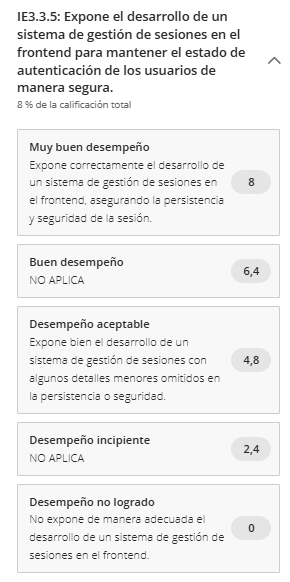 IE3.3.5: Expone el desarrollo de un
sistema de gestión de sesiones en el
frontend para mantener el estado de
autenticación de los usuarios de
manera segura.
8 % de la calificación total
Muy buen desempeño
Expone correctamente el desarrollo de
un sistema de gestión de sesiones en
el frontend, asegurando la persistencia
y seguridad de la sesión.
8
Buen desempeño
NO APLICA
6,4
Desempeño aceptable
Expone bien el desarrollo de un
sistema de gestión de sesiones con
algunos detalles menores omitidos en
la persistencia o seguridad.
4,8
Desempeño incipiente
NO APLICA
2,4
Desempeño no logrado
No expone de manera adecuada el
desarrollo de un sistema de gestión de
sesiones en el frontend.
0